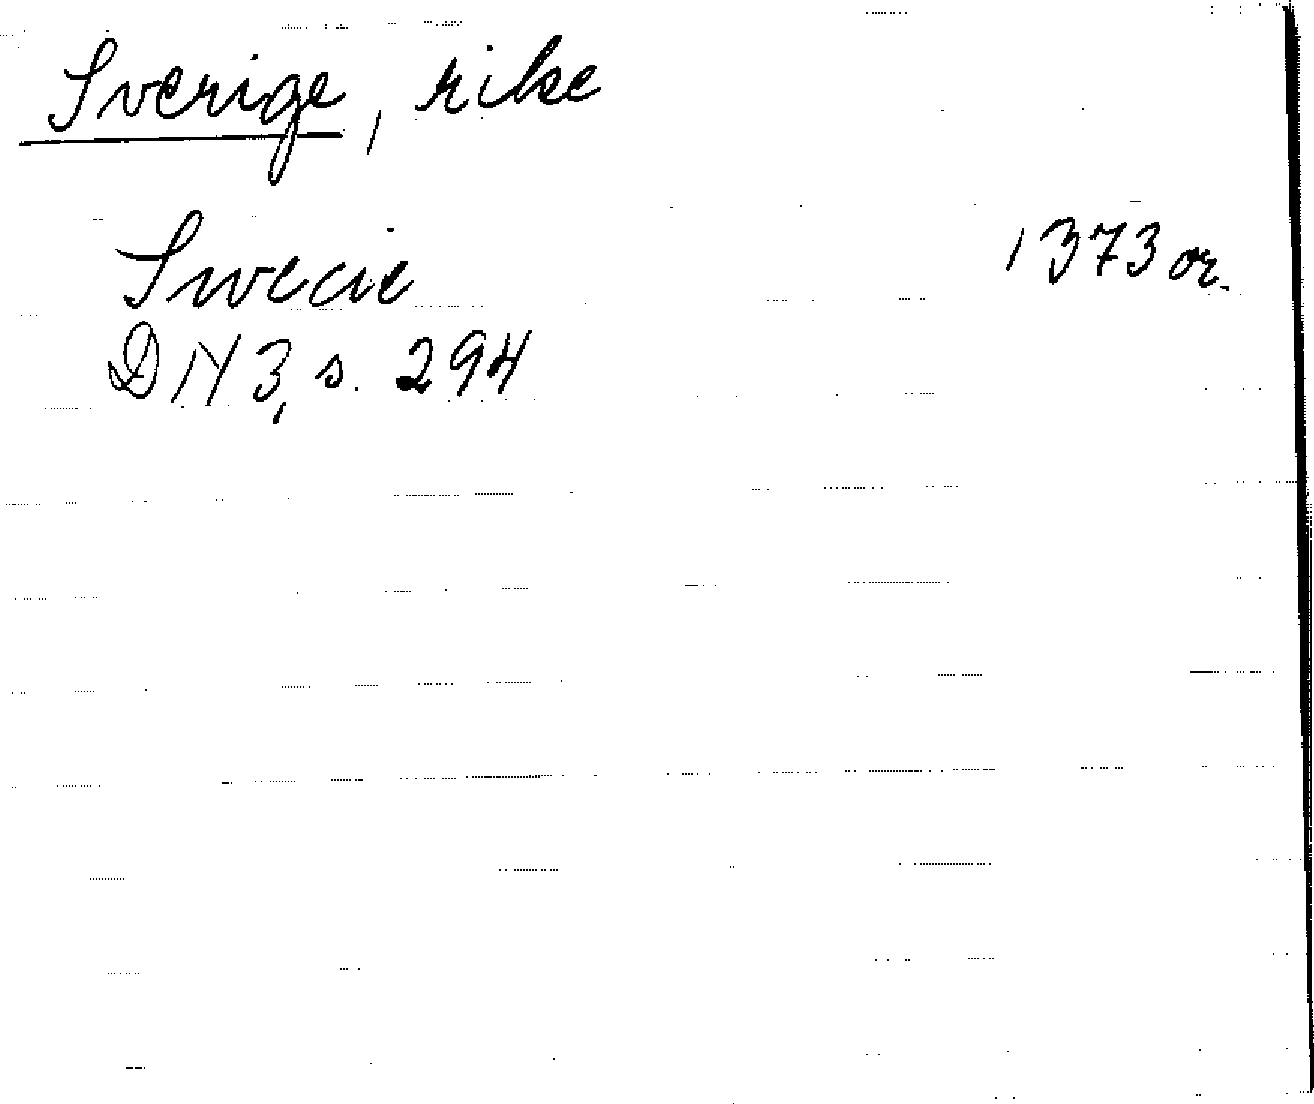 Sverige, rike
Swecie 1373 or.
DN 3, s. 294